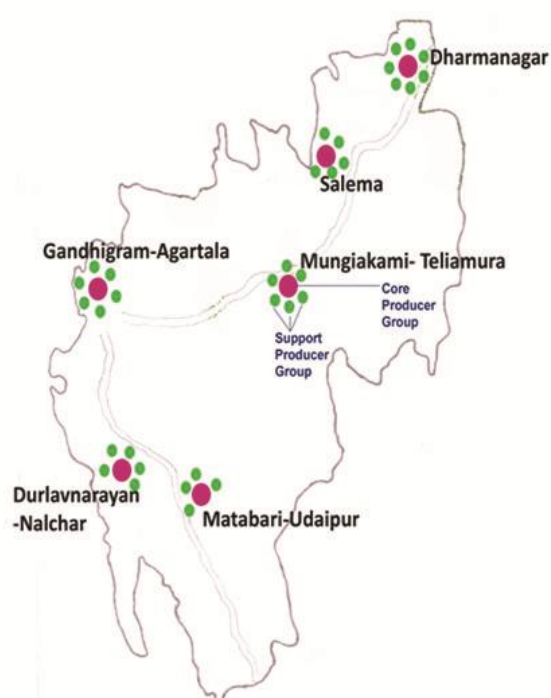 Dharmanagar
Salema
Gandhigram-Agartala
Mungiakami- Teliamura
Core
Producer
Group
Support
Producer
Group
Durlavnarayan
-Nalchar
Matabari-Udaipur